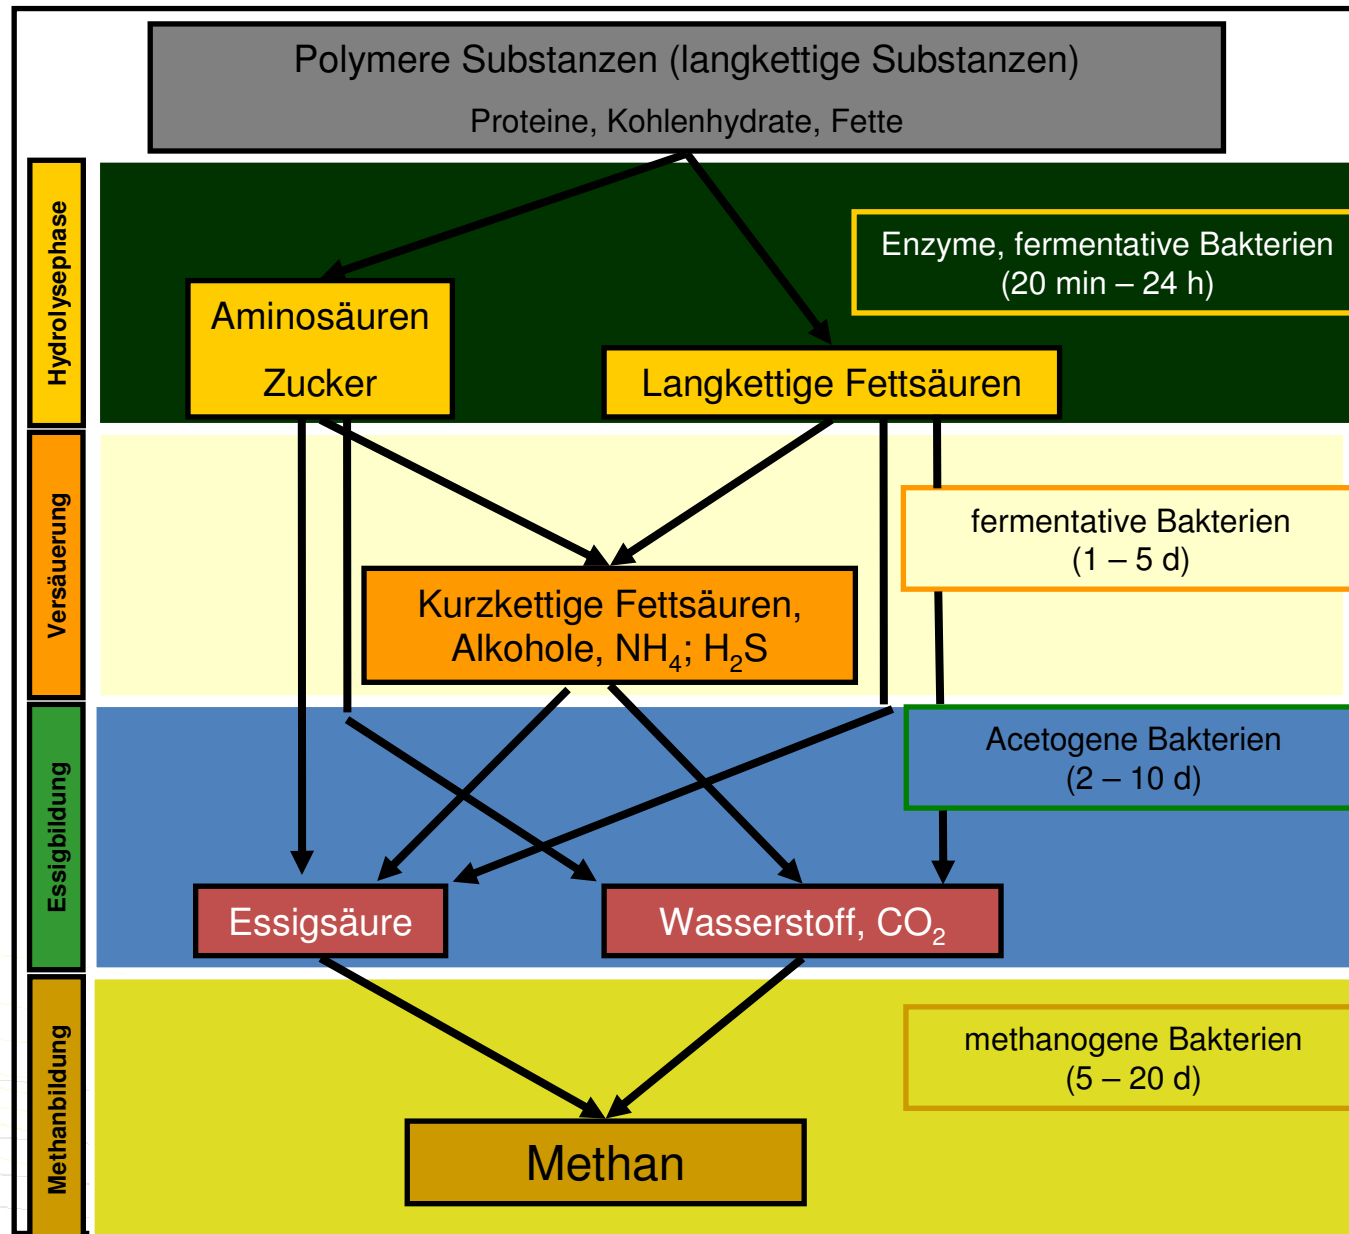 Polymere Substanzen (langkettige Substanzen)
Proteine, Kohlenhydrate, Fette
Hydrolysephase
Enzyme, fermentative Bakterien
(20 min – 24 h)
Aminosäuren
Zucker
Langkettige Fettsäuren
Versäuerung
fermentative Bakterien
(1 – 5 d)
Kurzkettige Fettsäuren,
Alkohole, NH₄; H₂S
Essigbildung
Acetogene Bakterien
(2 – 10 d)
Essigsäure
Wasserstoff, CO₂
Methanbildung
methanogene Bakterien
(5 – 20 d)
Methan